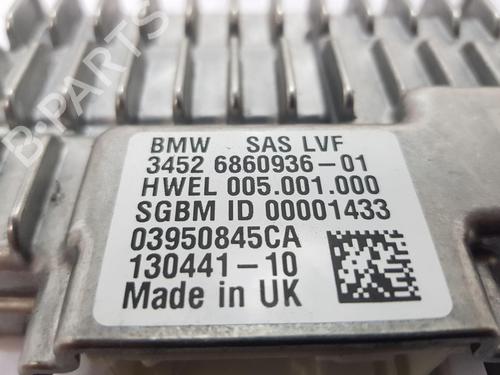 BMW SAS LVF
3452 6860936-01
HWEL 005.001.000
SGBM ID 00001433
03950845CA
130441-10
Made in UK
B-PARTS